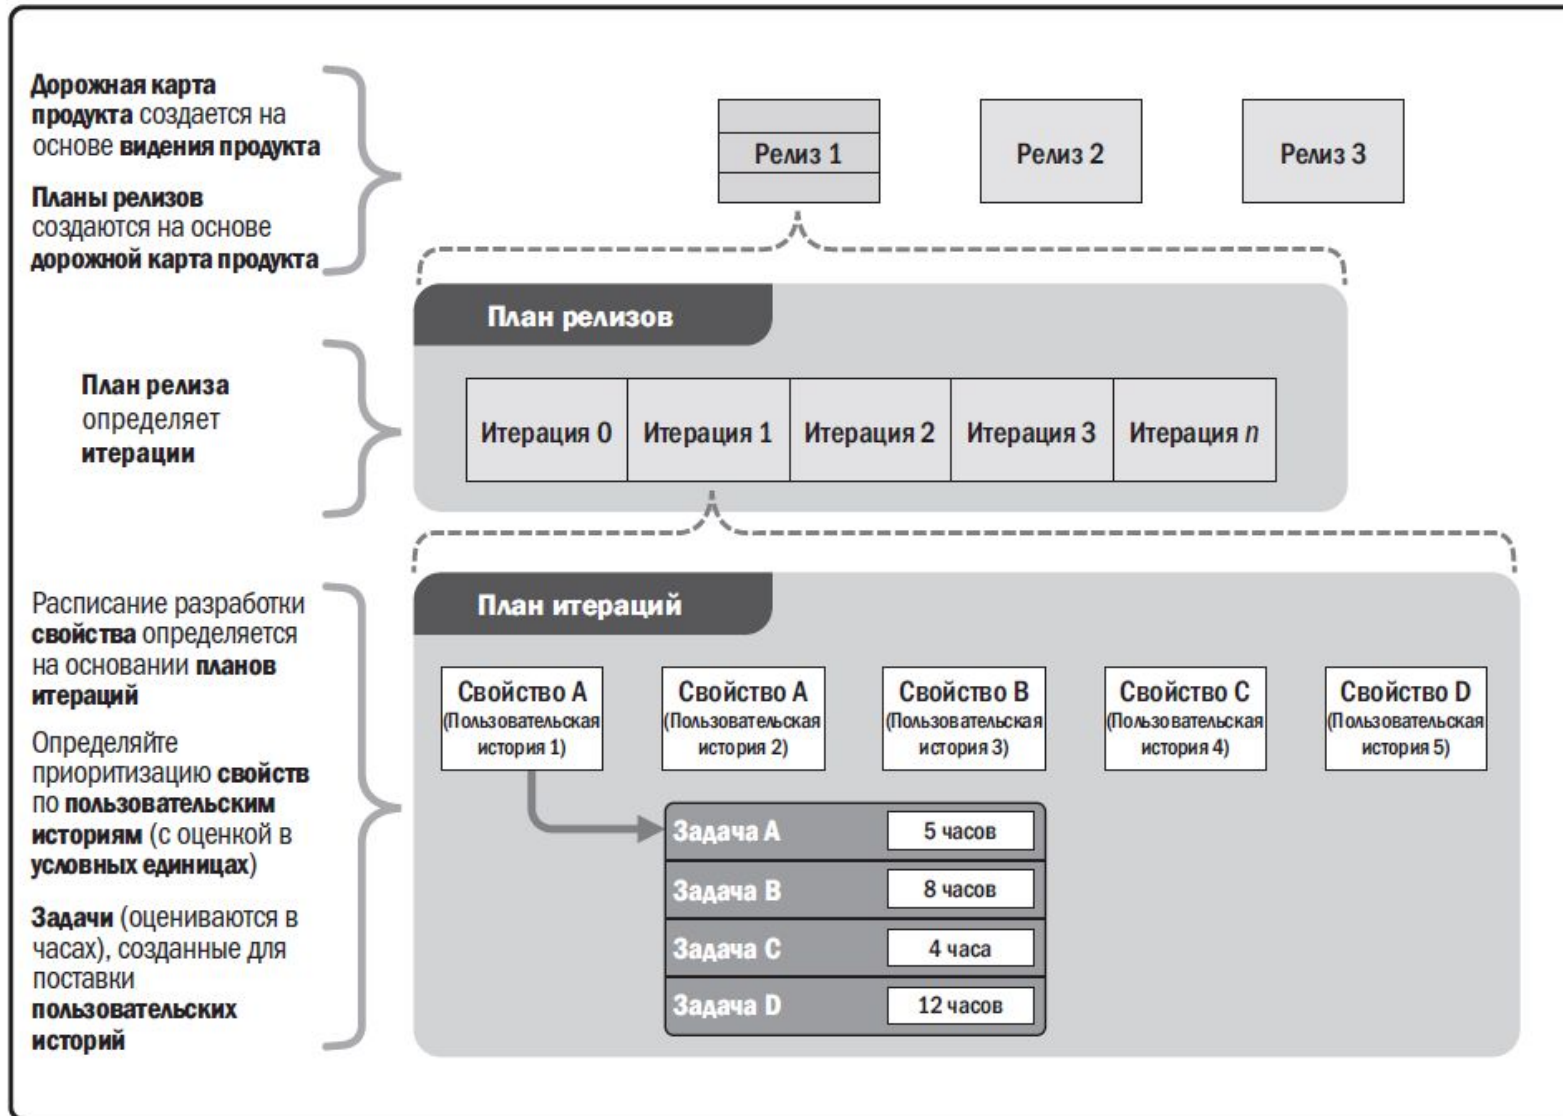 Дорожная карта
продукта создается на
основе видения продукта
Планы релизов
создаются на основе
дорожной карта продукта
Релиз 1
Релиз 2
Релиз 3
План релизов
План релиза
определяет
итерации
Итерация 0
Итерация 1
Итерация 2
Итерация 3
Итерация n
План итераций
Расписание разработки
свойства определяется
на основании планов
итераций
Определяйте
приоритизацию свойств
по пользовательским
историям (с оценкой в
условных единицах)
Задачи (оцениваются в
часах), созданные для
поставки
пользовательских
историй
Свойство A
(Пользовательская
история 1)
Свойство A
(Пользовательская
история 2)
Свойство B
(Пользовательская
история 3)
Свойство C
(Пользовательская
история 4)
Свойство D
(Пользовательская
история 5)
Задача A
5 часов
Задача B
8 часов
Задача C
4 часа
Задача D
12 часов